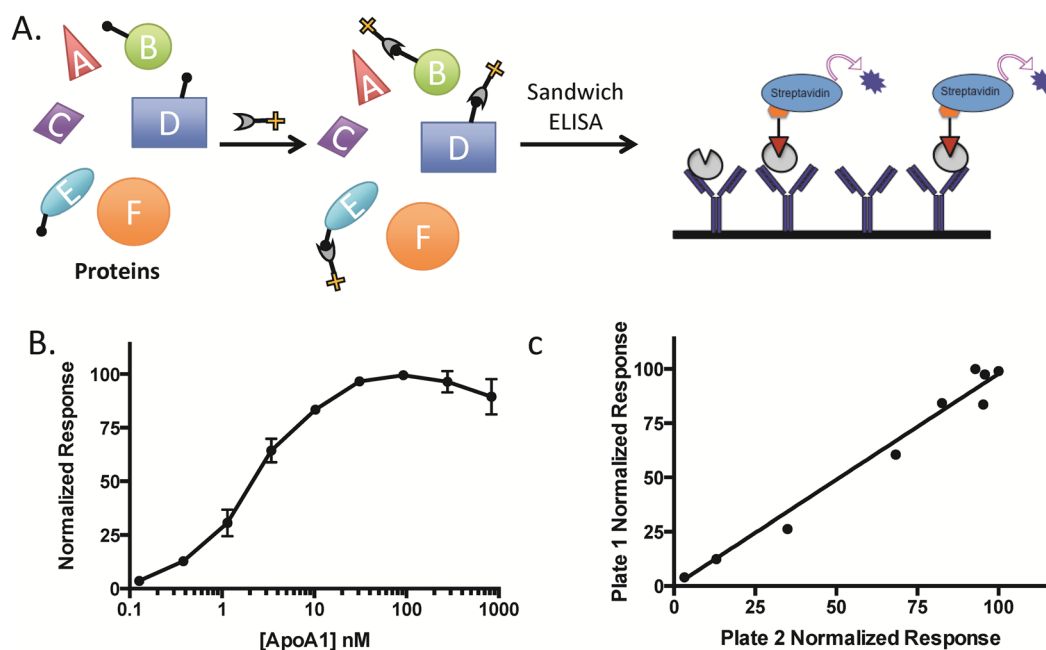 A.
A
B
C
D
E
F
Proteins
A
B
C
D
E
F
Sandwich
ELISA
Streptavidin
Streptavidin
B.
Normalized Response
100
75
50
25
0
0.1
1
10
100
1000
[ApoA1] nM
c
Plate 1 Normalized Response
100
75
50
25
0
0
25
50
75
100
Plate 2 Normalized Response